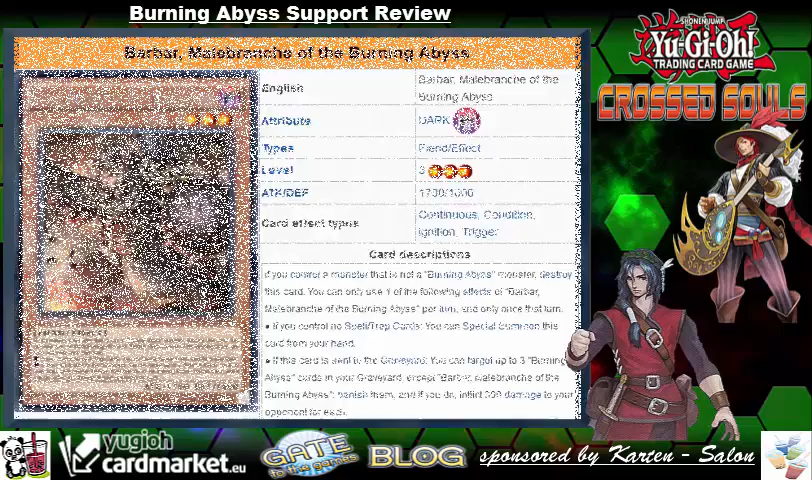 Burning Abyss Support Review
Barbar, Malebranche of the Burning Abyss
SHONEN JUMP
Yu-Gi-Oh!
TRADING CARD GAME
CROSSED SOULS
English
Barbar, Malebranche of the
Burning Abyss
Attribute
DARK
Types
Fiend/Effect
Level
3
ATK/DEF
1700/1000
Card effect types
Continuous, Condition,
Ignition, Trigger
Card descriptions
If you control a monster that is not a "Burning Abyss" monster, destroy
this card. You can only use 1 of the following effects of "Barbar,
Malebranche of the Burning Abyss" per turn, and only once that turn.
● If you control no Spell/Trap Cards: You can Special Summon this
card from your hand.
● If this card is sent to the Graveyard: You can target up to 3 "Burning
Abyss" cards in your Graveyard, except "Barbar, Malebranche of the
Burning Abyss"; banish them, and if you do, inflict 300 damage to your
opponent for each.
yugioh
cardmarket.eu
GATE
to the games
BLOG
sponsored by Karten - Salon